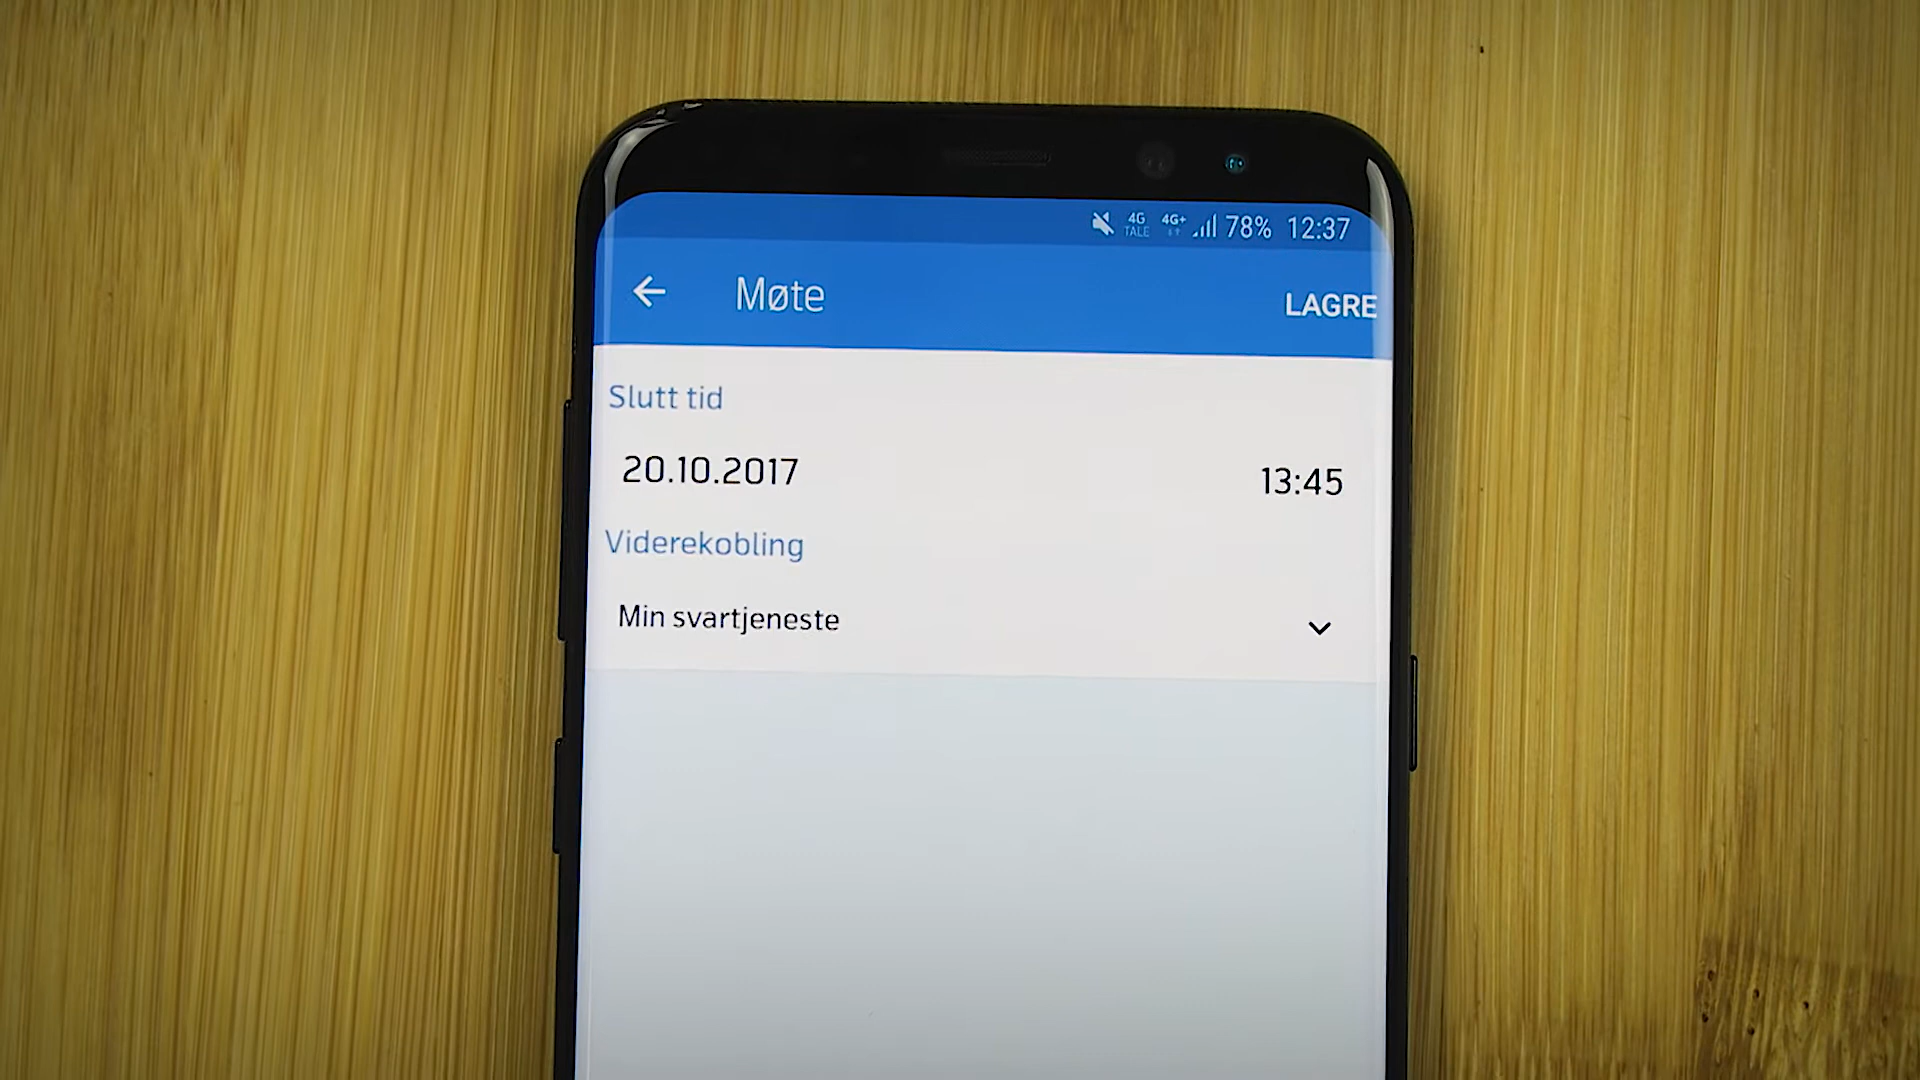 4G TALE 4G+ 78% 12:37
Møte LAGRE
Slutt tid
20.10.2017 13:45
Viderekobling
Min svartjeneste